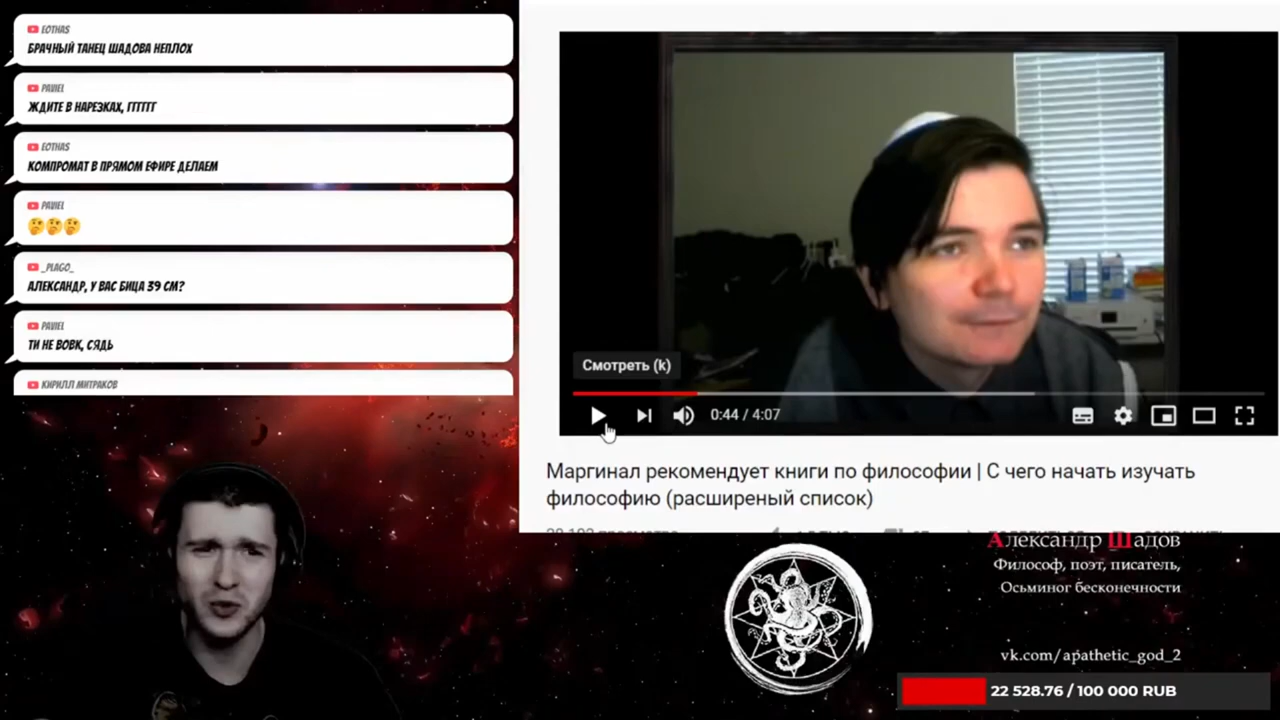 EOTHAS
БРАЧНЫЙ ТАНЕЦ ШАДОВА НЕПЛОХ
PAVIEL
ЖДИТЕ В НАРЕЗКАХ, ГГГГГГ
EOTHAS
КОМПРОМАТ В ПРЯМОМ ЕФИРЕ ДЕЛАЕМ
PAVIEL
_PLAGO_
АЛЕКСАНДР, У ВАС БИЦА 39 СМ?
PAVIEL
ТИ НЕ ВОВК, СЯДЬ
КИРИЛЛ МИТРАКОВ
Смотреть (k)
0:44 / 4:07
Маргинал рекомендует книги по философии | С чего начать изучать
философию (расширеный список)
Александр Шадов
Философ, поэт, писатель,
Осьминог бесконечности
vk.com/apathetic_god_2
22 528.76 / 100 000 RUB